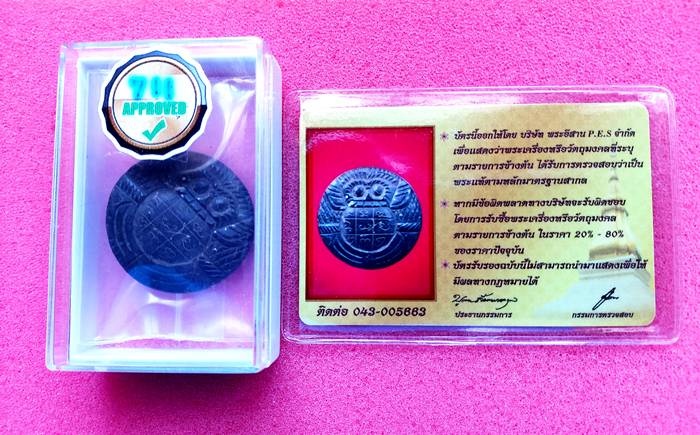 711
APPROVED
* บัตรนี้ออกให้โดย บริษัท พระอีสาน P.E.S จำกัด
เพื่อแสดงว่าพระเครื่องหรือวัตถุมงคลที่ระบุ
ตามรายการข้างต้น ได้รับการตรวจสอบว่าเป็น
พระแท้ตามหลักมาตรฐานสากล
* หากมีข้อผิดพลาดทางบริษัทจะรับผิดชอบ
โดยการรับซื้อพระเครื่องหรือวัตถุมงคล
ตามรายการข้างต้น ในราคา 20% - 80%
ของราคาปัจจุบัน
* บัตรรับรองฉบับนี้ไม่สามารถนำมาแสดงเพื่อให้
มีผลทางกฎหมายได้
ติดต่อ 043-005663
ประธานกรรมการ
กรรมการตรวจสอบ